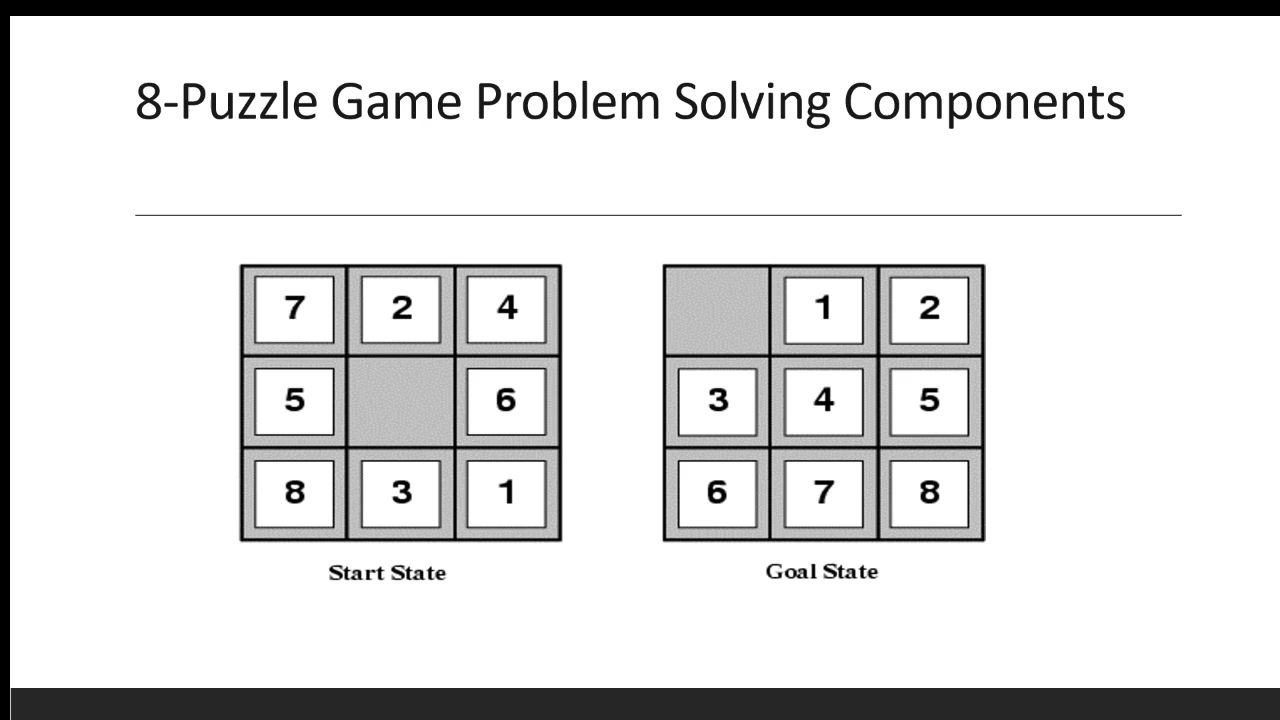 8-Puzzle Game Problem Solving Components
7 2 4
5 6
8 3 1
Start State
1 2
3 4 5
6 7 8
Goal State